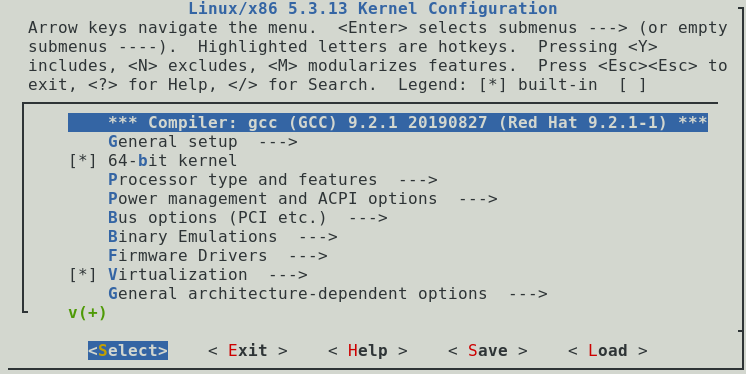 Linux/x86 5.3.13 Kernel Configuration
Arrow keys navigate the menu.  <Enter> selects submenus ---> (or empty
submenus ----).  Highlighted letters are hotkeys.  Pressing <Y>
includes, <N> excludes, <M> modularizes features.  Press <Esc><Esc> to
exit, <?> for Help, </> for Search.  Legend: [*] built-in  [ ]
*** Compiler: gcc (GCC) 9.2.1 20190827 (Red Hat 9.2.1-1) ***
General setup  --->
[*] 64-bit kernel
Processor type and features  --->
Power management and ACPI options  --->
Bus options (PCI etc.)  --->
Binary Emulations  --->
Firmware Drivers  --->
[*] Virtualization  --->
General architecture-dependent options  --->
v(+)
<Select>    < Exit >    < Help >    < Save >    < Load >